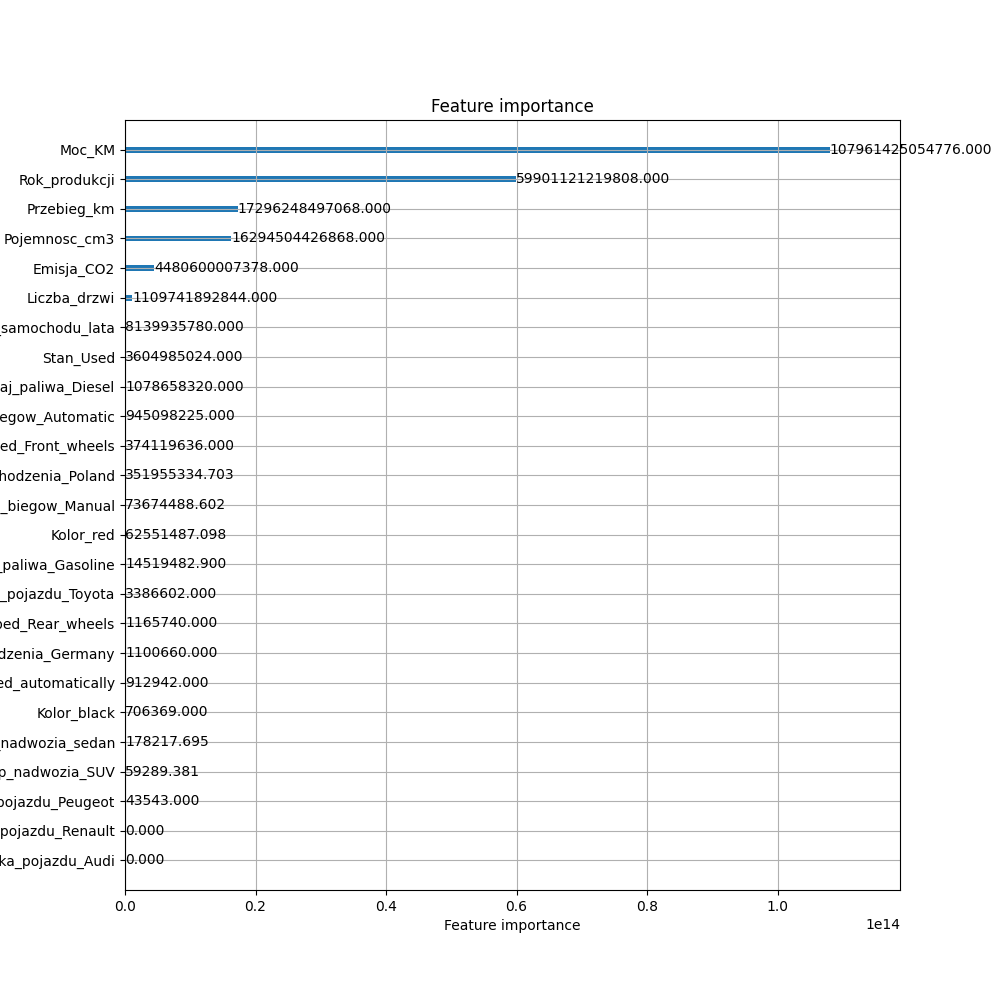 Feature importance
Moc_KM 107961425054776.000
Rok_produkcji 59901121219808.000
Przebieg_km 17296248497068.000
Pojemnosc_cm3 16294504426868.000
Emisja_CO2 4480600007378.000
Liczba_drzwi 1109741892844.000
_samochodu_lata 8139935780.000
Stan_Used 3604985024.000
aj_paliwa_Diesel 1078658320.000
egow_Automatic 945098225.000
ed_Front_wheels 374119636.000
hodzenia_Poland 351955334.703
_biegow_Manual 73674488.602
Kolor_red 62551487.098
_paliwa_Gasoline 14519482.900
_pojazdu_Toyota 3386602.000
ped_Rear_wheels 1165740.000
dzenia_Germany 1100660.000
ed_automatically 912942.000
Kolor_black 706369.000
_nadwozia_sedan 178217.695
p_nadwozia_SUV 59289.381
pojazdu_Peugeot 43543.000
pojazdu_Renault 0.000
ka_pojazdu_Audi 0.000
0.0 0.2 0.4 0.6 0.8 1.0
1e14
Feature importance